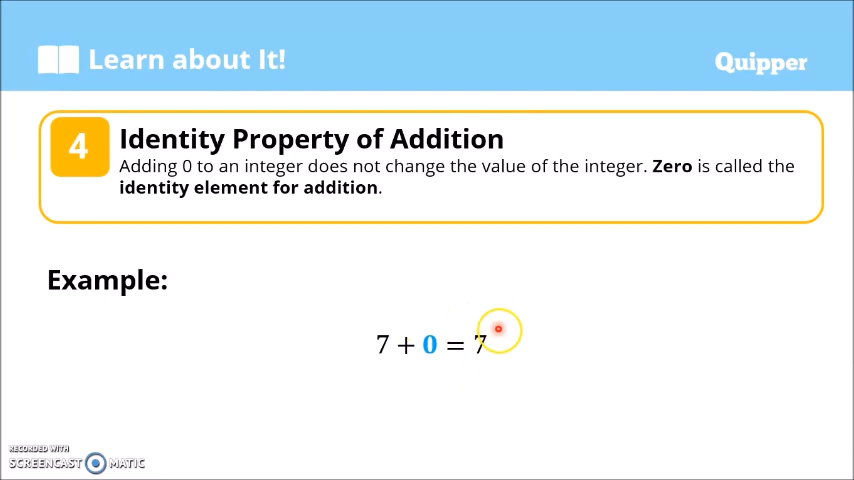 Learn about It!
Quipper
4
Identity Property of Addition
Adding 0 to an integer does not change the value of the integer. Zero is called the
identity element for addition.
Example:
7 + 0 = 7
RECORDED WITH
SCREENCAST MATIC